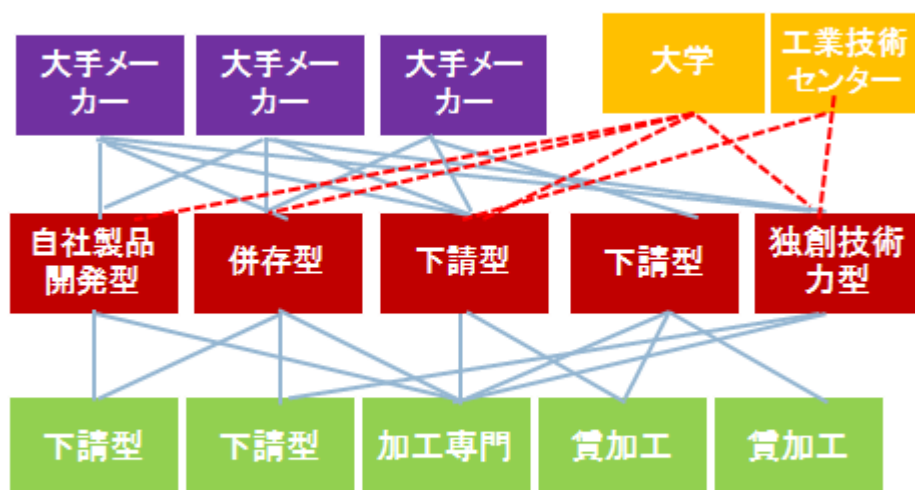 大手メー
カー
大手メー
カー
大手メー
カー
大学
工業技術
センター
自社製品
開発型
併存型
下請型
下請型
独創技術
力型
下請型
下請型
加工専門
賃加工
賃加工